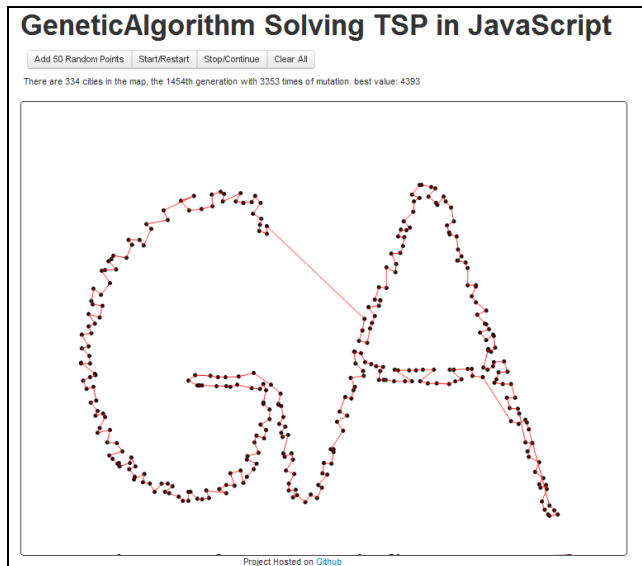 GeneticAlgorithm Solving TSP in JavaScript
Add 50 Random Points Start/Restart Stop/Continue Clear All
There are 334 cities in the map, the 1454th generation with 3353 times of mutation. best value: 4393
Project Hosted on Github